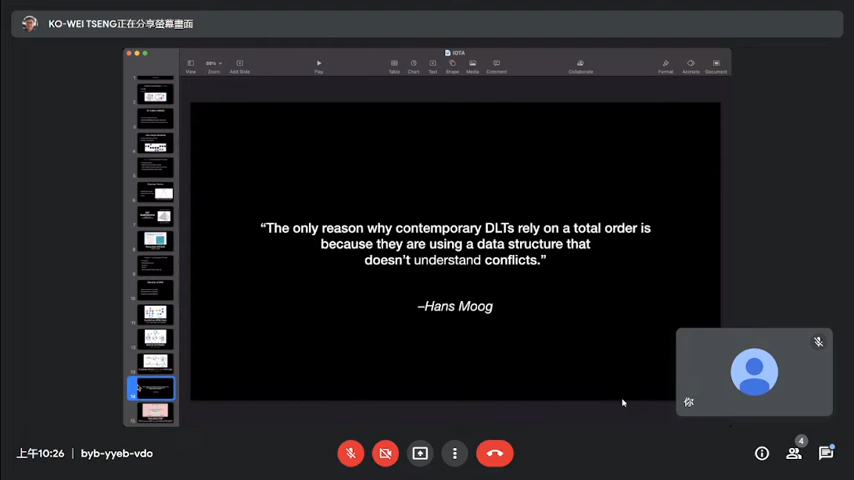 KO-WEI TSENG正在分享螢幕畫面
IOTA
View
Zoom
Add Slide
Play
Table
Chart
Text
Shape
Media
Comment
Collaborate
Format
Animate
Document
“The only reason why contemporary DLTs rely on a total order is
because they are using a data structure that
doesn’t understand conflicts.”
–Hans Moog
你
上午10:26 | byb-yyeb-vdo
4